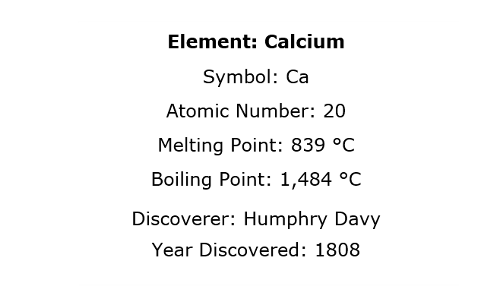 Element: Calcium
Symbol: Ca
Atomic Number: 20
Melting Point: 839 °C
Boiling Point: 1,484 °C
Discoverer: Humphry Davy
Year Discovered: 1808